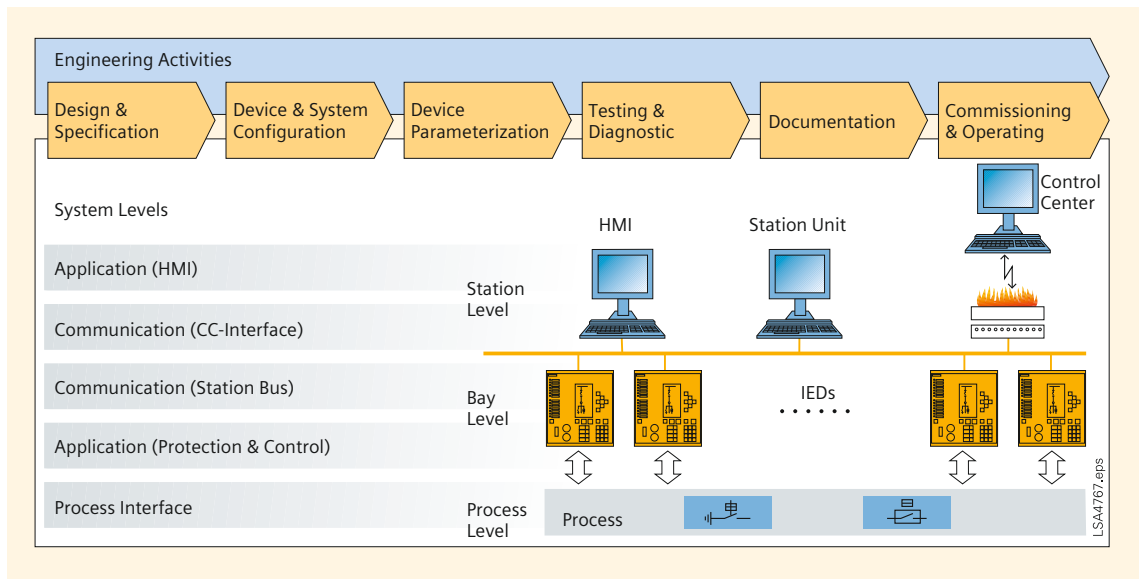 Engineering Activities
Design &
Specification
Device & System
Configuration
Device
Parameterization
Testing &
Diagnostic
Documentation
Commissioning
& Operating
System Levels
Application (HMI)
Communication (CC-Interface)
Communication (Station Bus)
Application (Protection & Control)
Process Interface
Station
Level
Bay
Level
Process
Level
HMI
Station Unit
Control
Center
IEDs
Process
LSA4767.eps